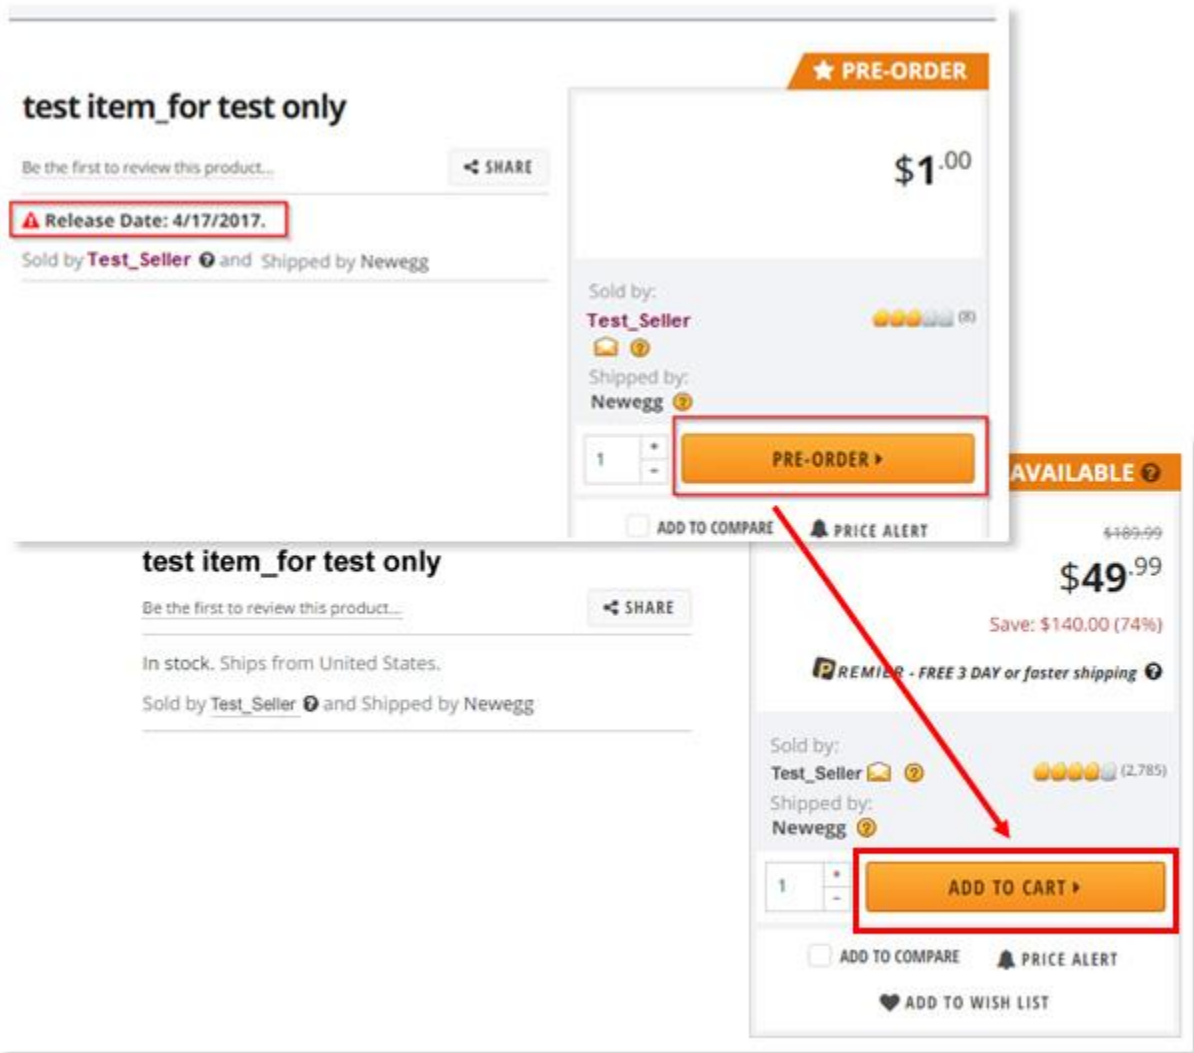 PRE-ORDER
test item_for test only
$1.00
Be the first to review this product...
SHARE
Release Date: 4/17/2017.
Sold by Test_Seller ? and Shipped by Newegg
Sold by:
Test_Seller
(8)
?
Shipped by:
Newegg ?
1
+
-
PRE-ORDER
ADD TO COMPARE
PRICE ALERT
AVAILABLE ?
$189.99
$49.99
Save: $140.00 (74%)
PREMIER - FREE 3 DAY or faster shipping ?
test item_for test only
Be the first to review this product...
SHARE
In stock. Ships from United States.
Sold by Test_Seller ? and Shipped by Newegg
Sold by:
Test_Seller ?
(2,785)
Shipped by:
Newegg ?
1
+
-
ADD TO CART
ADD TO COMPARE
PRICE ALERT
ADD TO WISH LIST